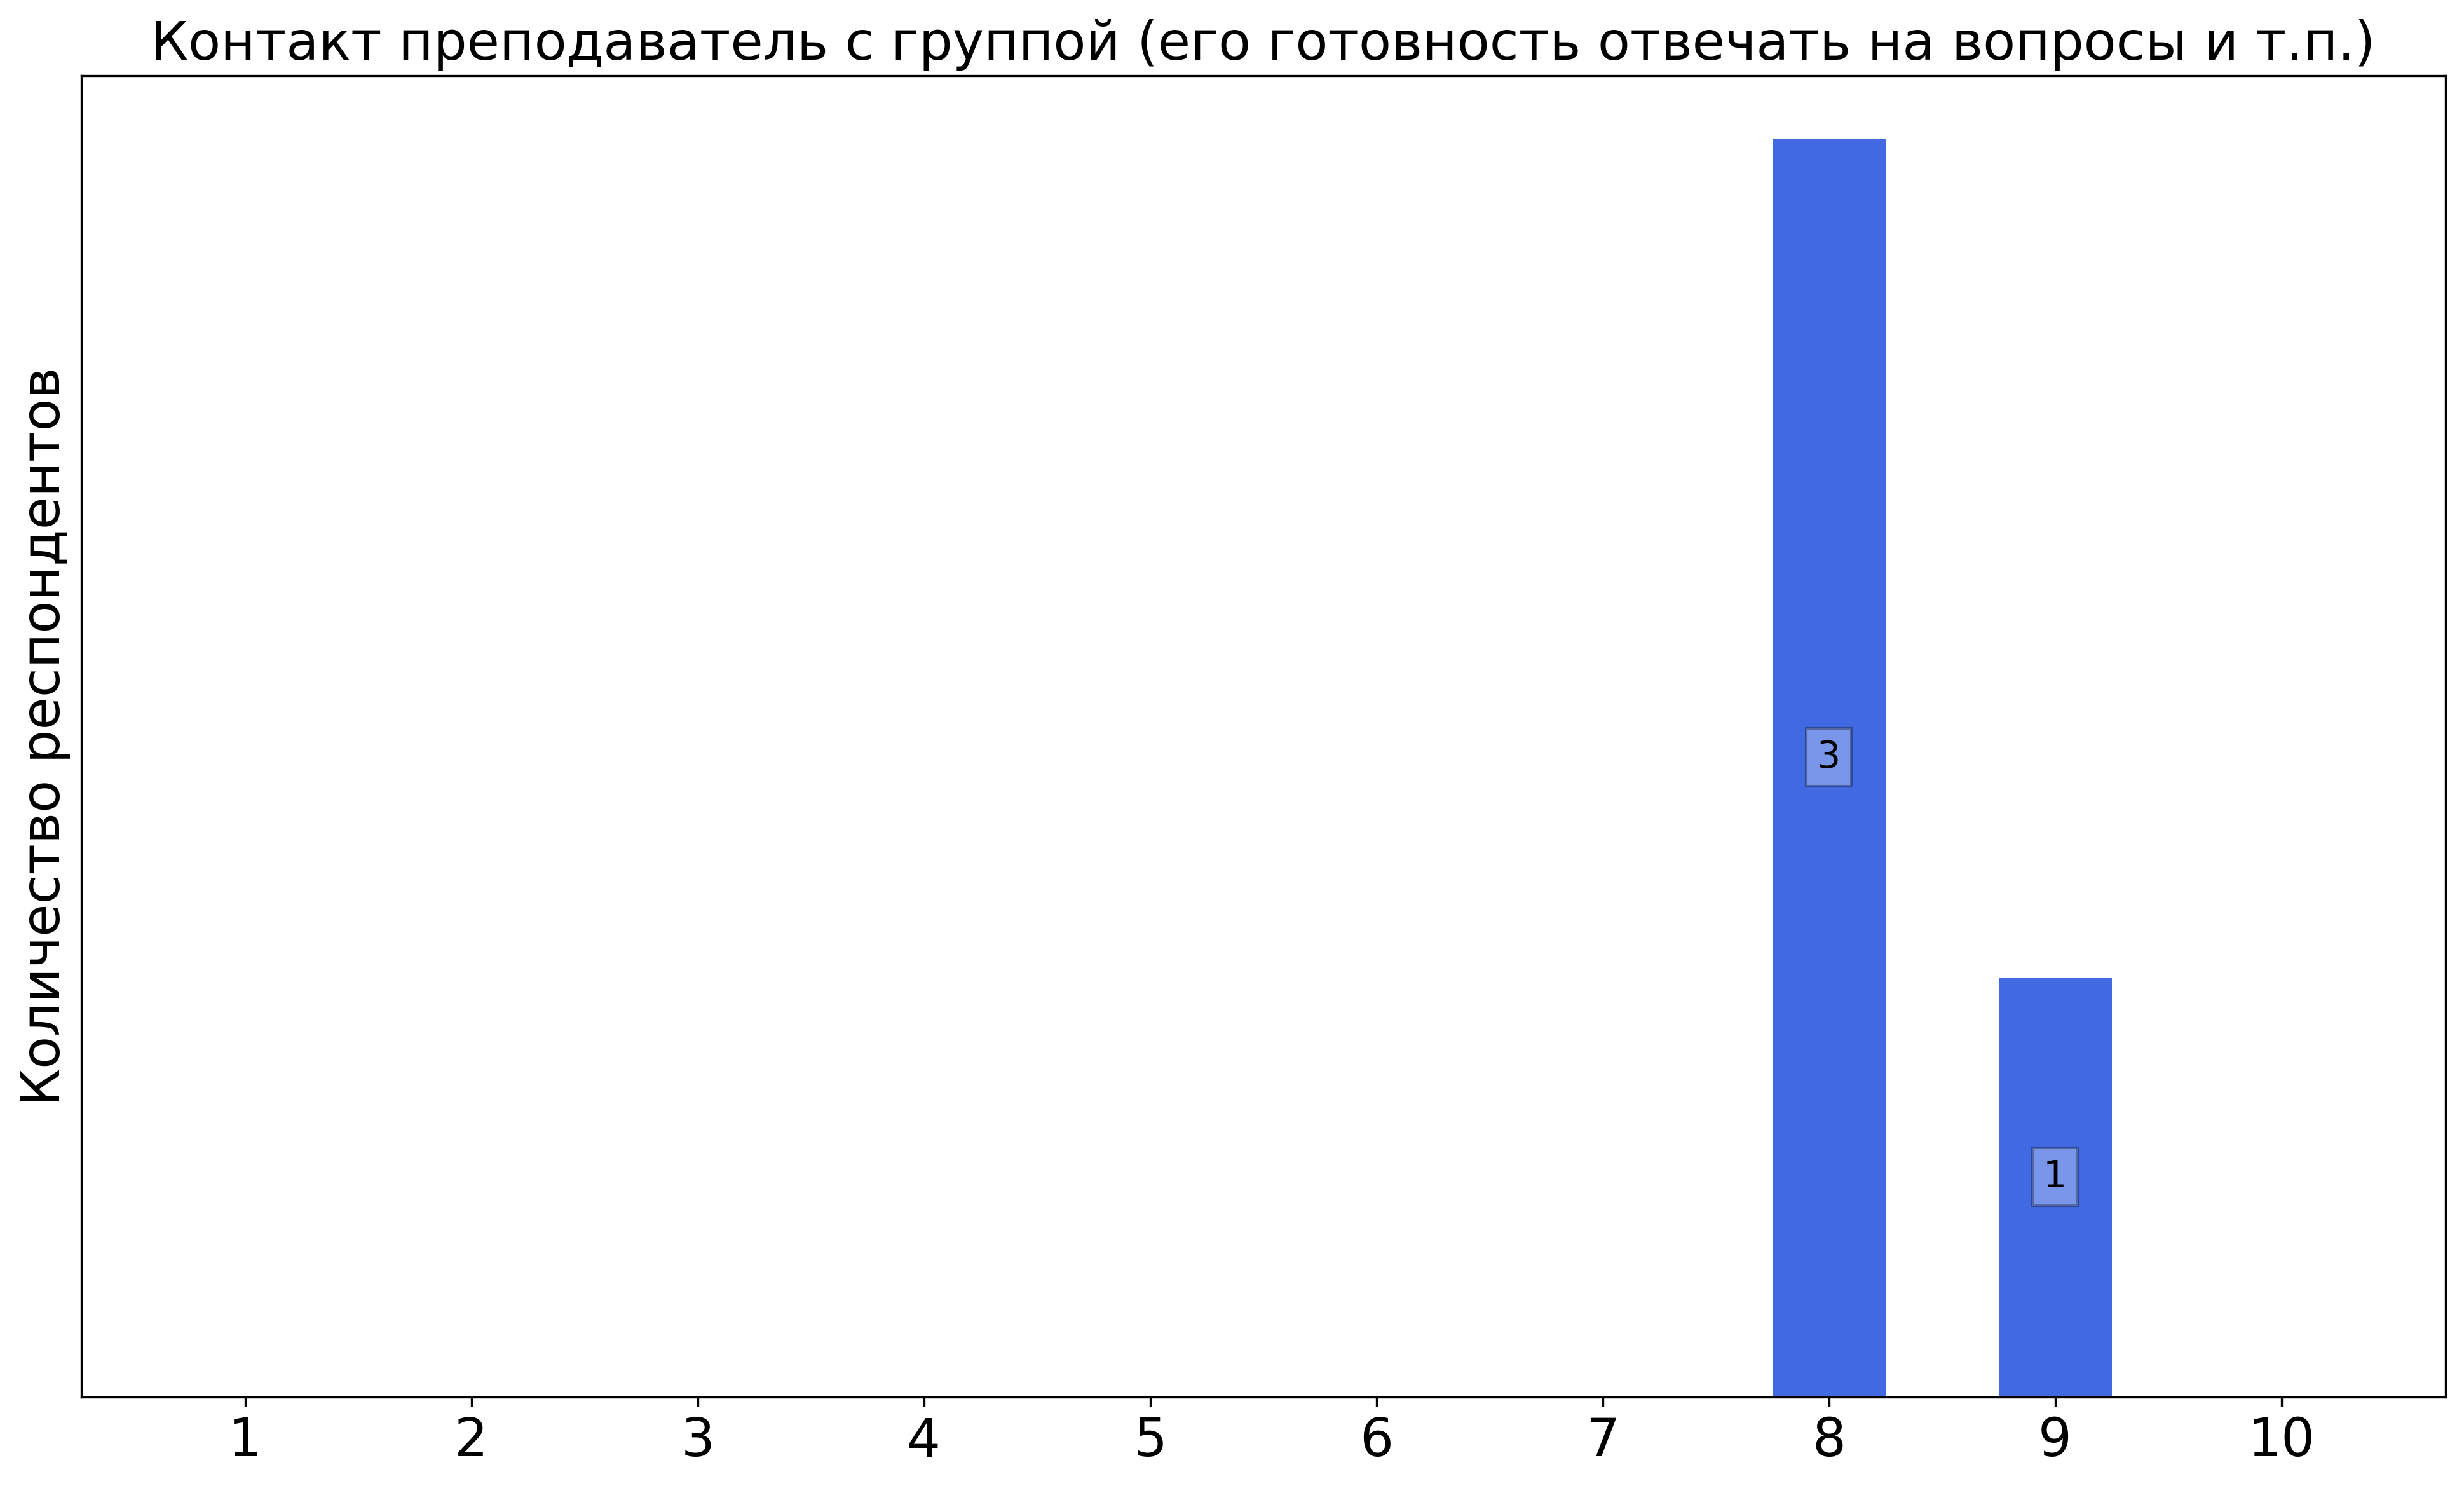 Контакт преподаватель с группой (его готовность отвечать на вопросы и т.п.)
Количество респондентов
3
1
1 2 3 4 5 6 7 8 9 10